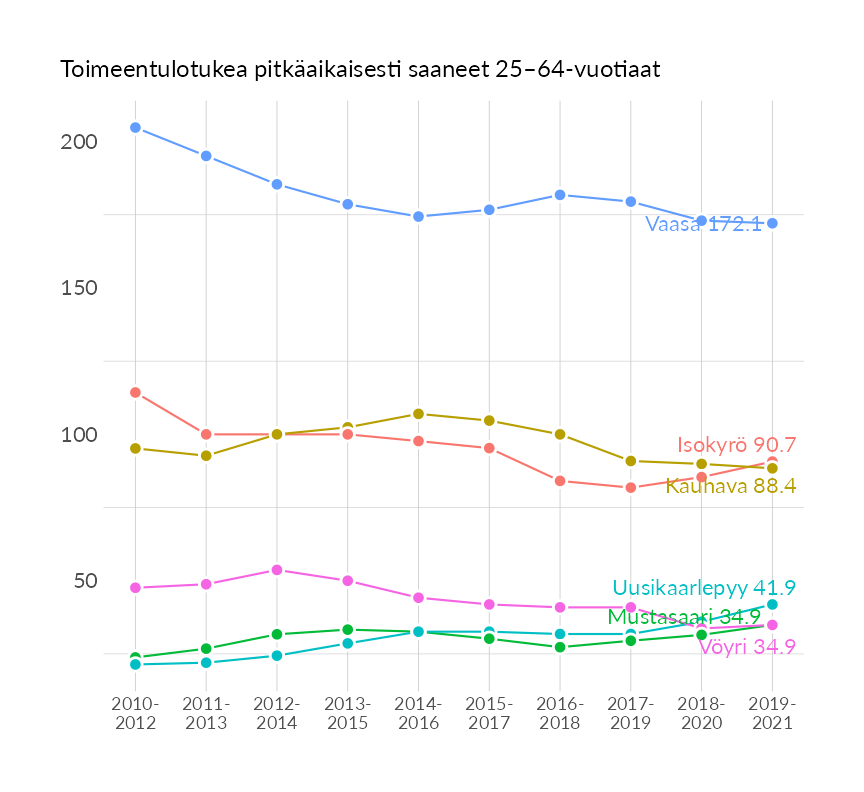 Toimeentulotukea pitkäaikaisesti saaneet 25–64-vuotiaat
200
150
100
50
Vaasa 172.1
Isokyrö 90.7
Kauhava 88.4
Uusikaarlepyy 41.9
Mustasaari 34.9
Vöyri 34.9
2010- 2011- 2012- 2013- 2014- 2015- 2016- 2017- 2018- 2019-
2012 2013 2014 2015 2016 2017 2018 2019 2020 2021